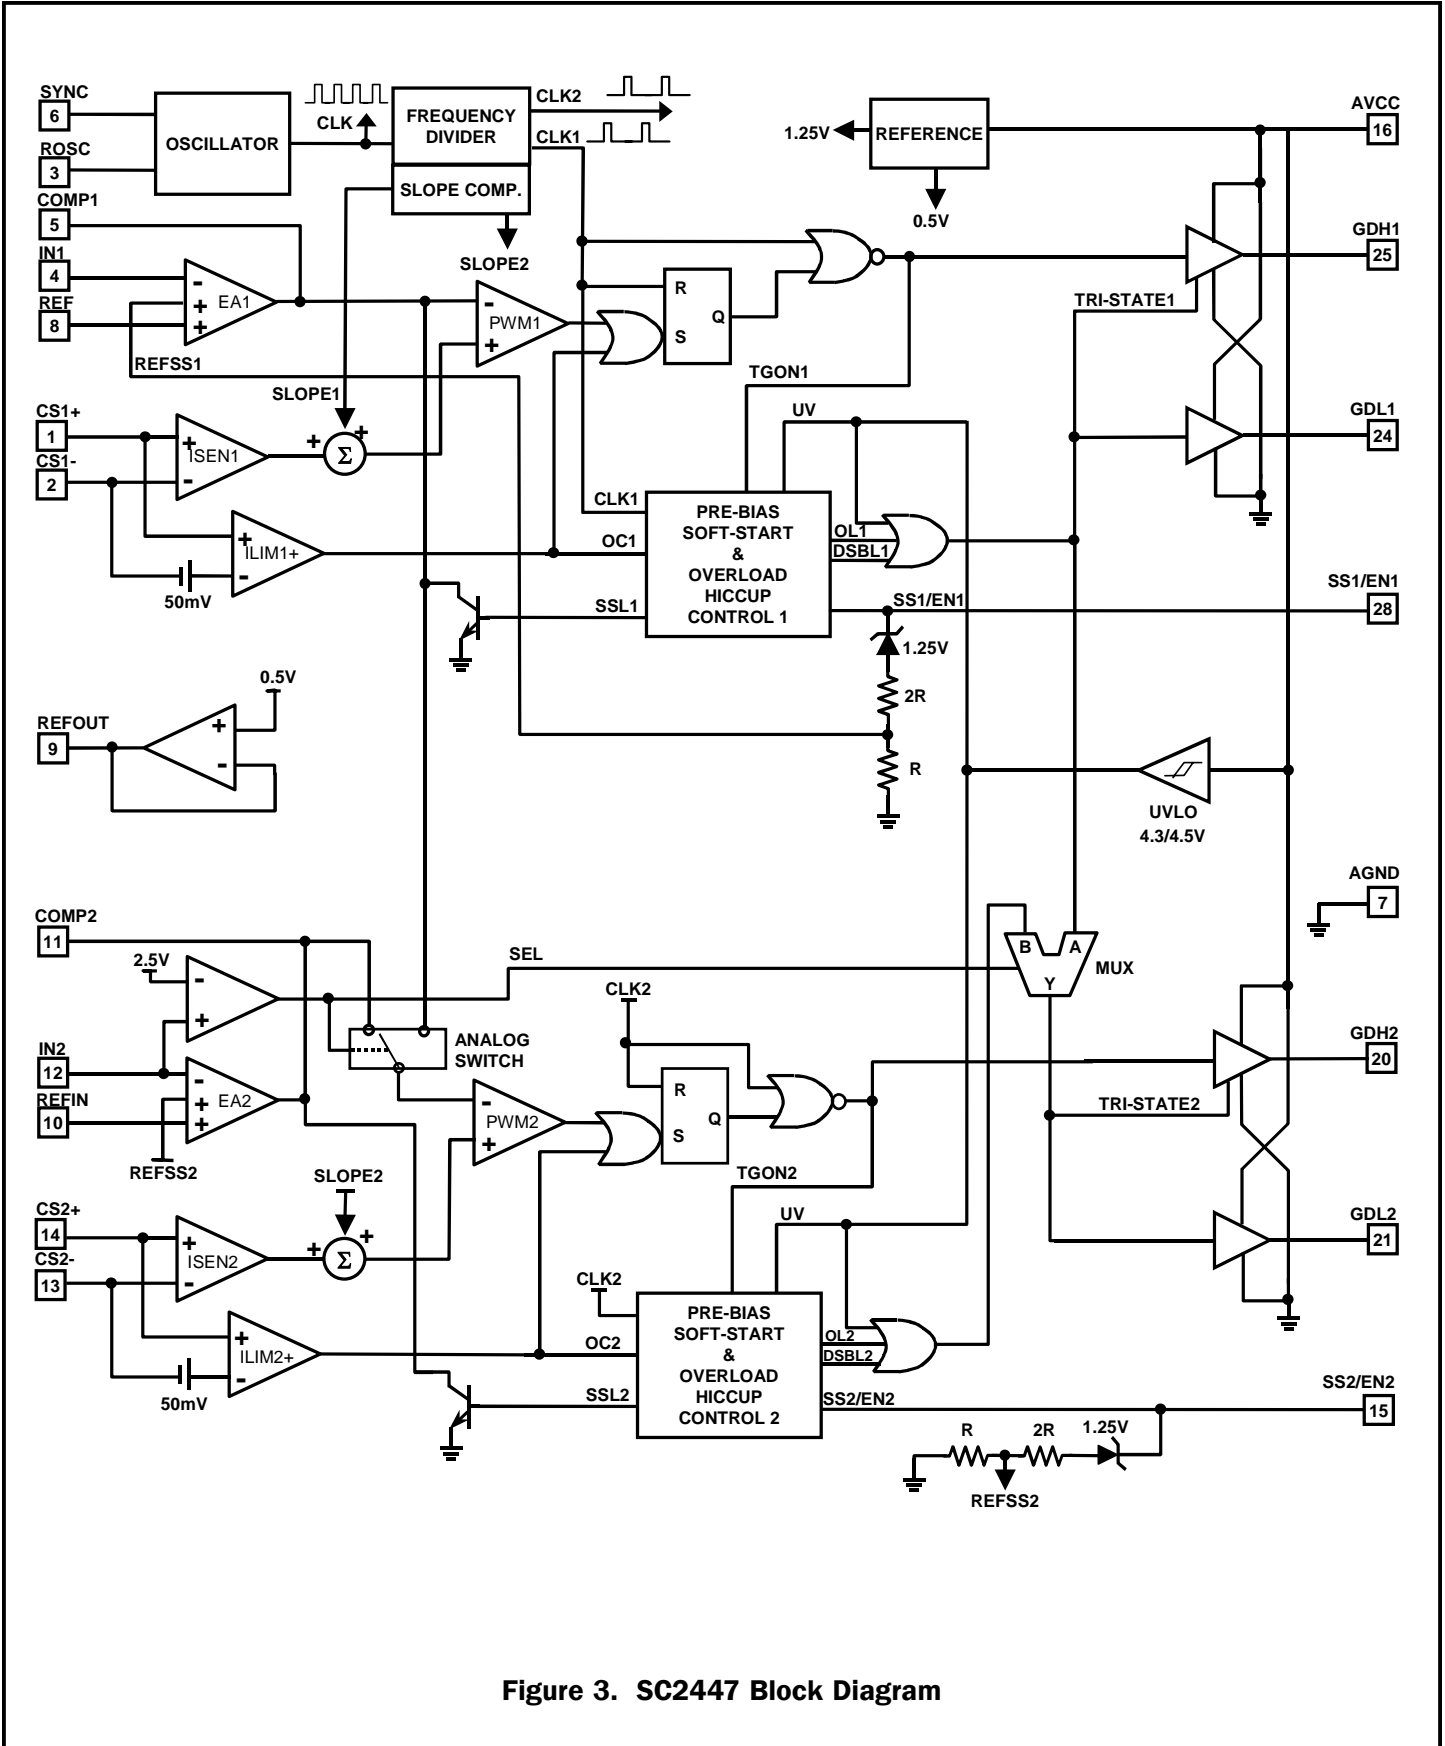 SYNC
6
ROSC
3
COMP1
5
IN1
4
REF
8
OSCILLATOR
CLK
FREQUENCY
DIVIDER
SLOPE COMP.
CLK2
CLK1
SLOPE2
1.25V
REFERENCE
0.5V
AVCC
16
-
+
+
EA1
REFSS1
-
+
PWM1
R
S
Q
TRI-STATE1
GDH1
25
GDL1
24
CS1+
1
CS1-
2
+
-
ISEN1
SLOPE1
+
+
Σ
+
-
ILIM1+
50mV
TGON1
UV
CLK1
OC1
SSL1
PRE-BIAS
SOFT-START
&
OVERLOAD
HICCUP
CONTROL 1
OL1
DSBL1
SS1/EN1
SS1/EN1
28
1.25V
2R
R
0.5V
REFOUT
9
+
-
UVLO
4.3/4.5V
AGND
7
COMP2
11
2.5V
-
+
SEL
B
A
Y
MUX
IN2
12
REFIN
10
-
+
+
EA2
REFSS2
ANALOG
SWITCH
CLK2
-
+
PWM2
R
S
Q
GDH2
20
TRI-STATE2
GDL2
21
CS2+
14
CS2-
13
+
-
ISEN2
SLOPE2
+
+
Σ
+
-
ILIM2+
50mV
TGON2
UV
CLK2
OC2
SSL2
PRE-BIAS
SOFT-START
&
OVERLOAD
HICCUP
CONTROL 2
OL2
DSBL2
SS2/EN2
SS2/EN2
15
R
2R
1.25V
REFSS2
Figure 3. SC2447 Block Diagram